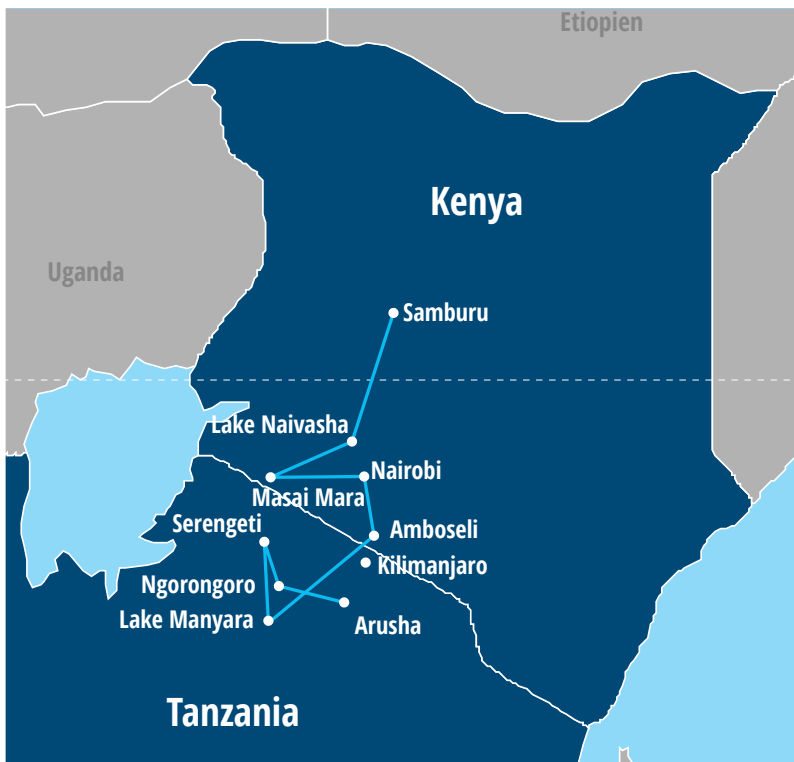 Etiopien
Kenya
Uganda
Samburu
Lake Naivasha
Nairobi
Masai Mara
Serengeti
Amboseli
Kilimanjaro
Ngorongoro
Lake Manyara
Arusha
Tanzania